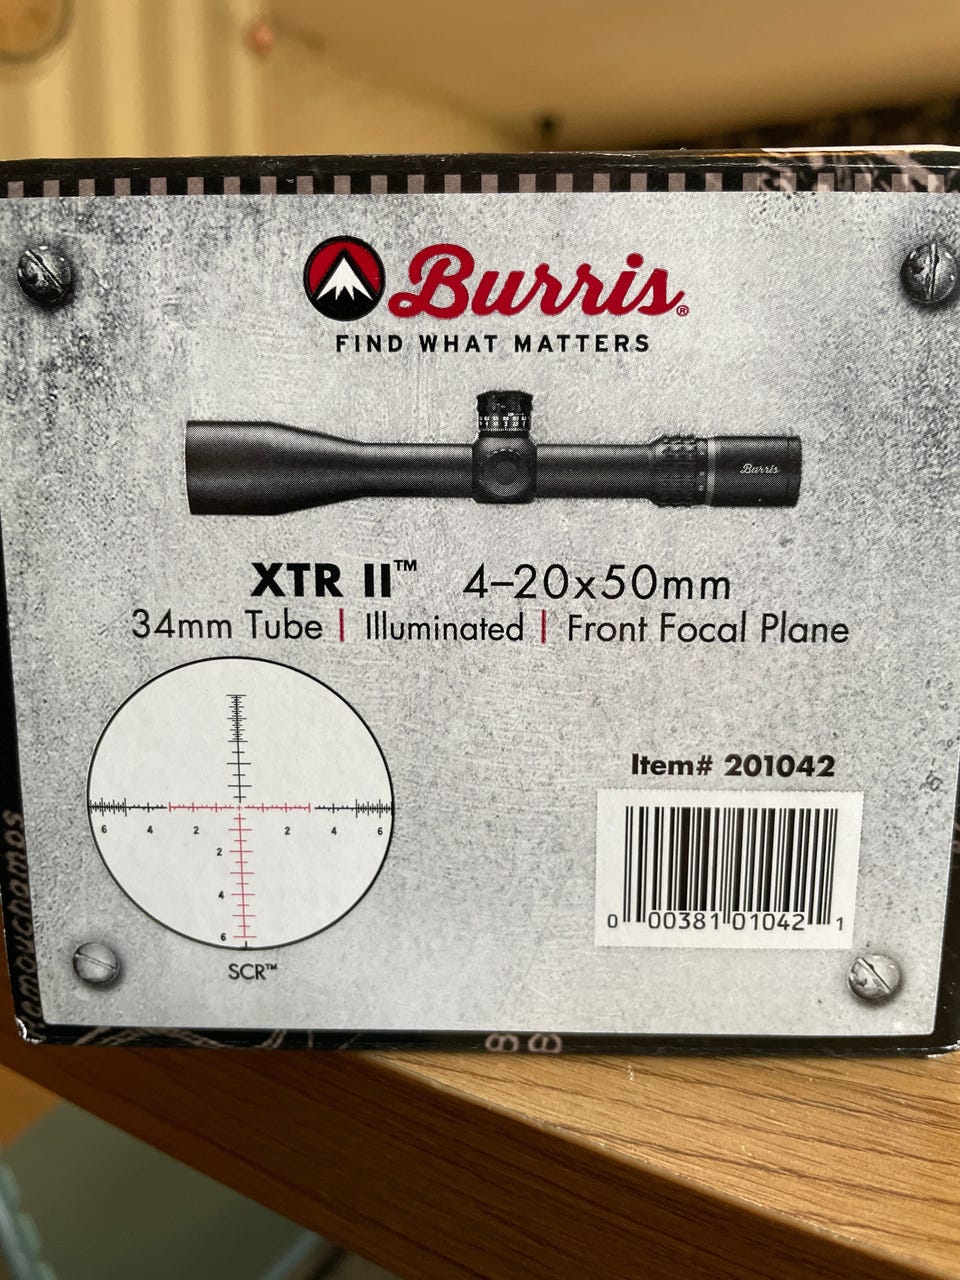 Burris®
FIND WHAT MATTERS
Burris
XTR II™ 4–20x50mm
34mm Tube | Illuminated | Front Focal Plane
Item# 201042
6 4 2 2 4 6
2
4
6
SCR™
0 00381 01042 1